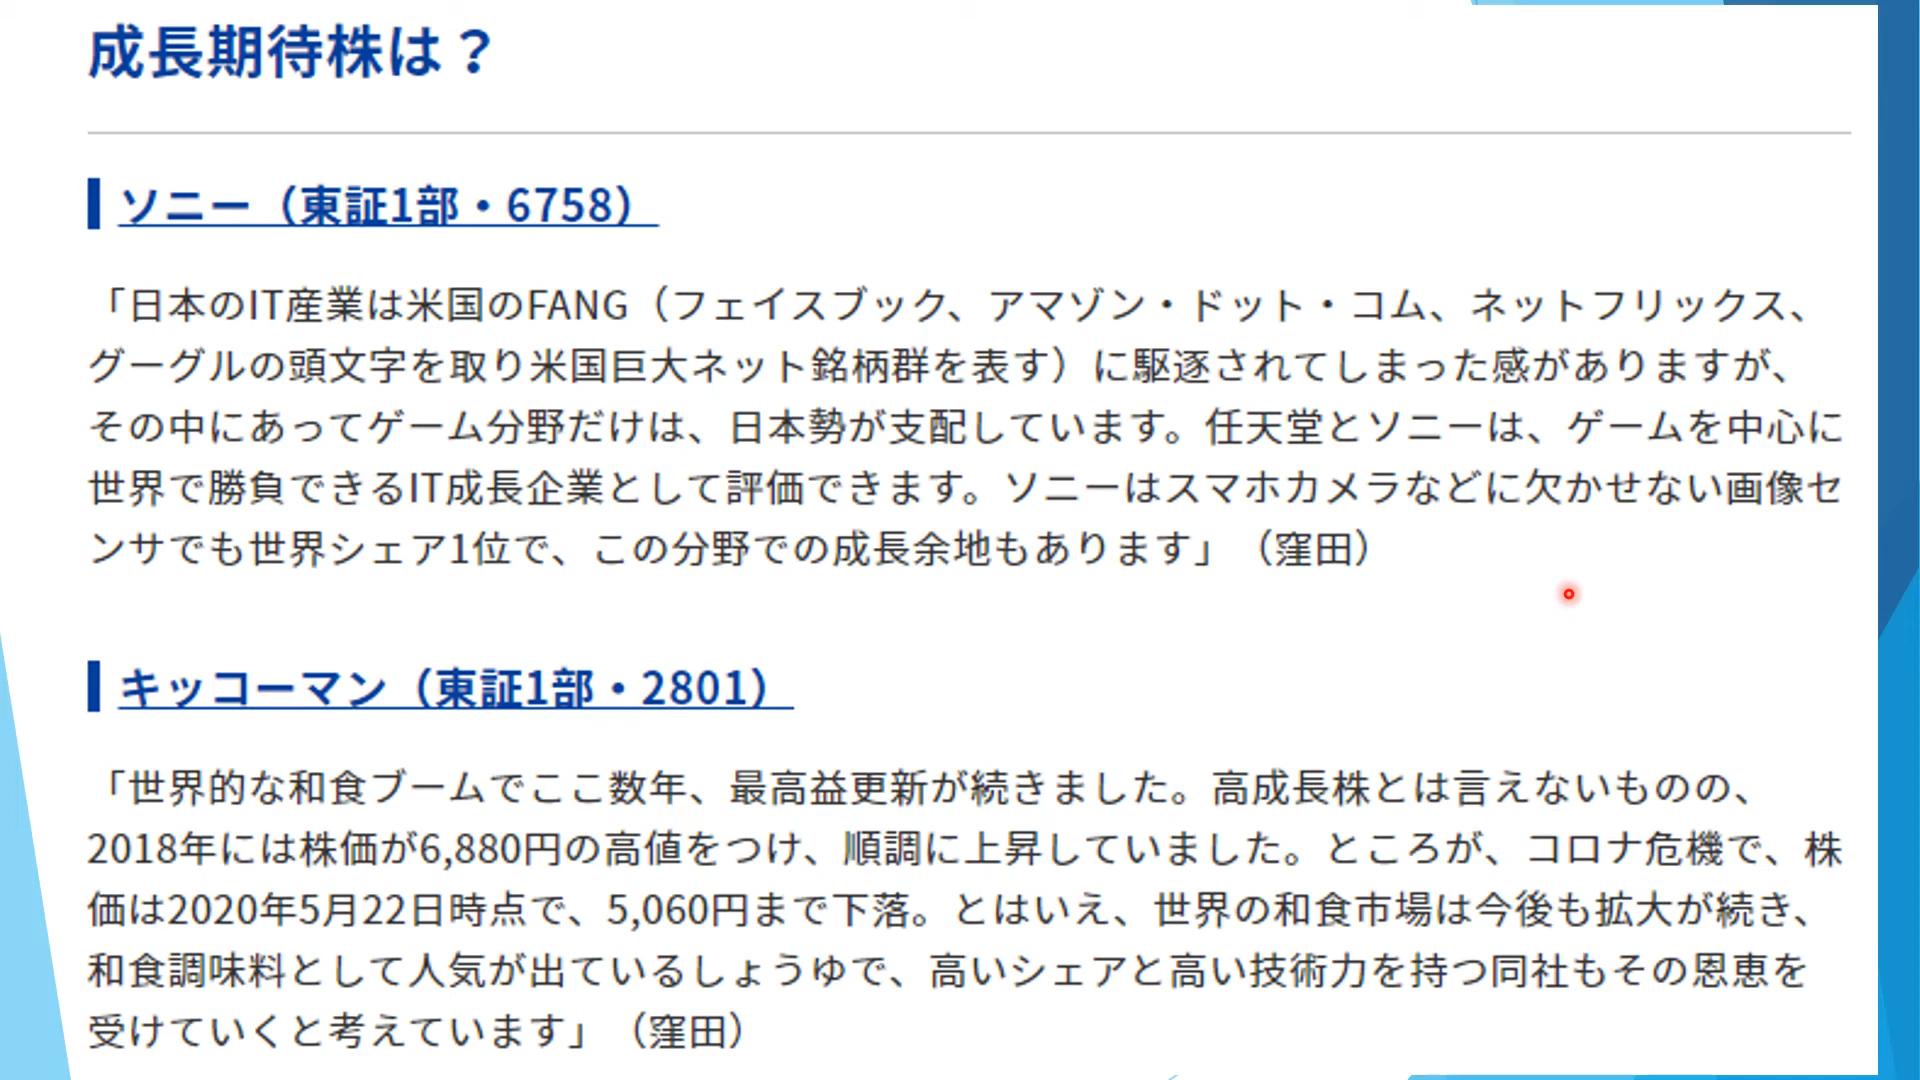 成長期待株は？
ソニー（東証1部・6758）
「日本のIT産業は米国のFANG（フェイスブック、アマゾン・ドット・コム、ネットフリックス、
グーグルの頭文字を取り米国巨大ネット銘柄群を表す）に駆逐されてしまった感がありますが、
その中にあってゲーム分野だけは、日本勢が支配しています。任天堂とソニーは、ゲームを中心に
世界で勝負できるIT成長企業として評価できます。ソニーはスマホカメラなどに欠かせない画像セ
ンサでも世界シェア1位で、この分野での成長余地もあります」（窪田）
キッコーマン（東証1部・2801）
「世界的な和食ブームでここ数年、最高益更新が続きました。高成長株とは言えないものの、
2018年には株価が6,880円の高値をつけ、順調に上昇していました。ところが、コロナ危機で、株
価は2020年5月22日時点で、5,060円まで下落。とはいえ、世界の和食市場は今後も拡大が続き、
和食調味料として人気が出ているしょうゆで、高いシェアと高い技術力を持つ同社もその恩恵を
受けていくと考えています」（窪田）